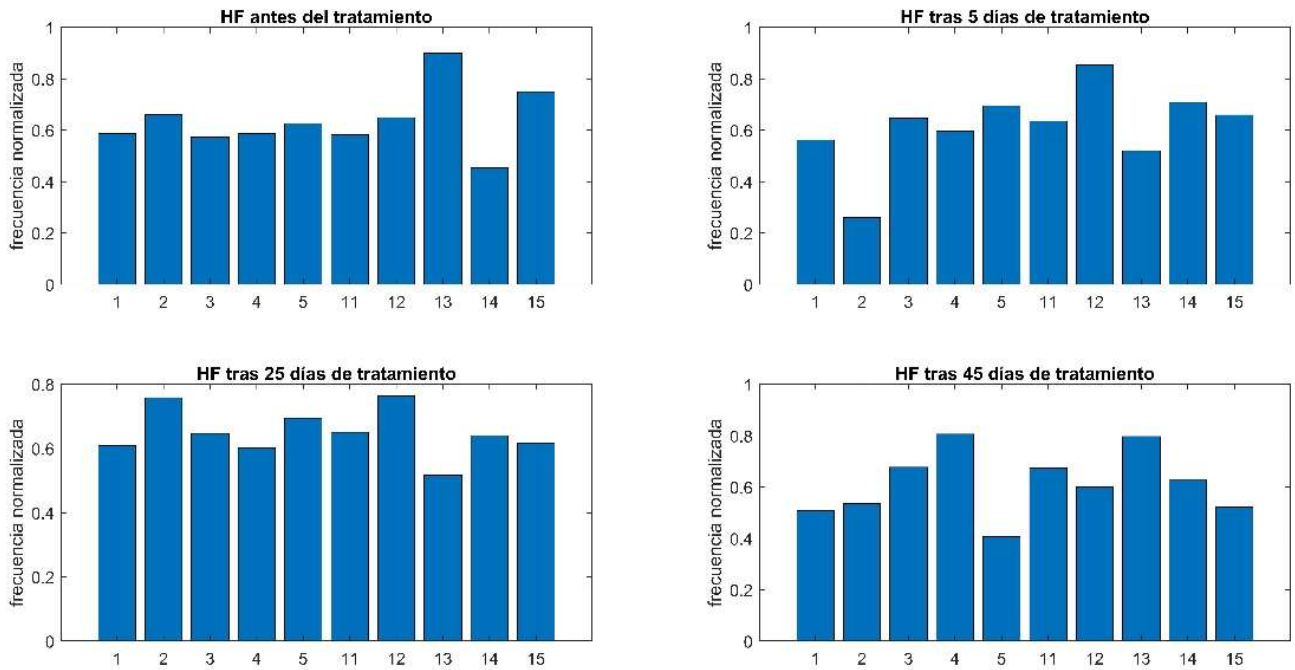 HF antes del tratamiento
frecuencia normalizada
1
0.8
0.6
0.4
0.2
0
1 2 3 4 5 11 12 13 14 15
HF tras 5 días de tratamiento
frecuencia normalizada
1
0.8
0.6
0.4
0.2
0
1 2 3 4 5 11 12 13 14 15
HF tras 25 días de tratamiento
frecuencia normalizada
0.8
0.6
0.4
0.2
0
1 2 3 4 5 11 12 13 14 15
HF tras 45 días de tratamiento
frecuencia normalizada
1
0.8
0.6
0.4
0.2
0
1 2 3 4 5 11 12 13 14 15